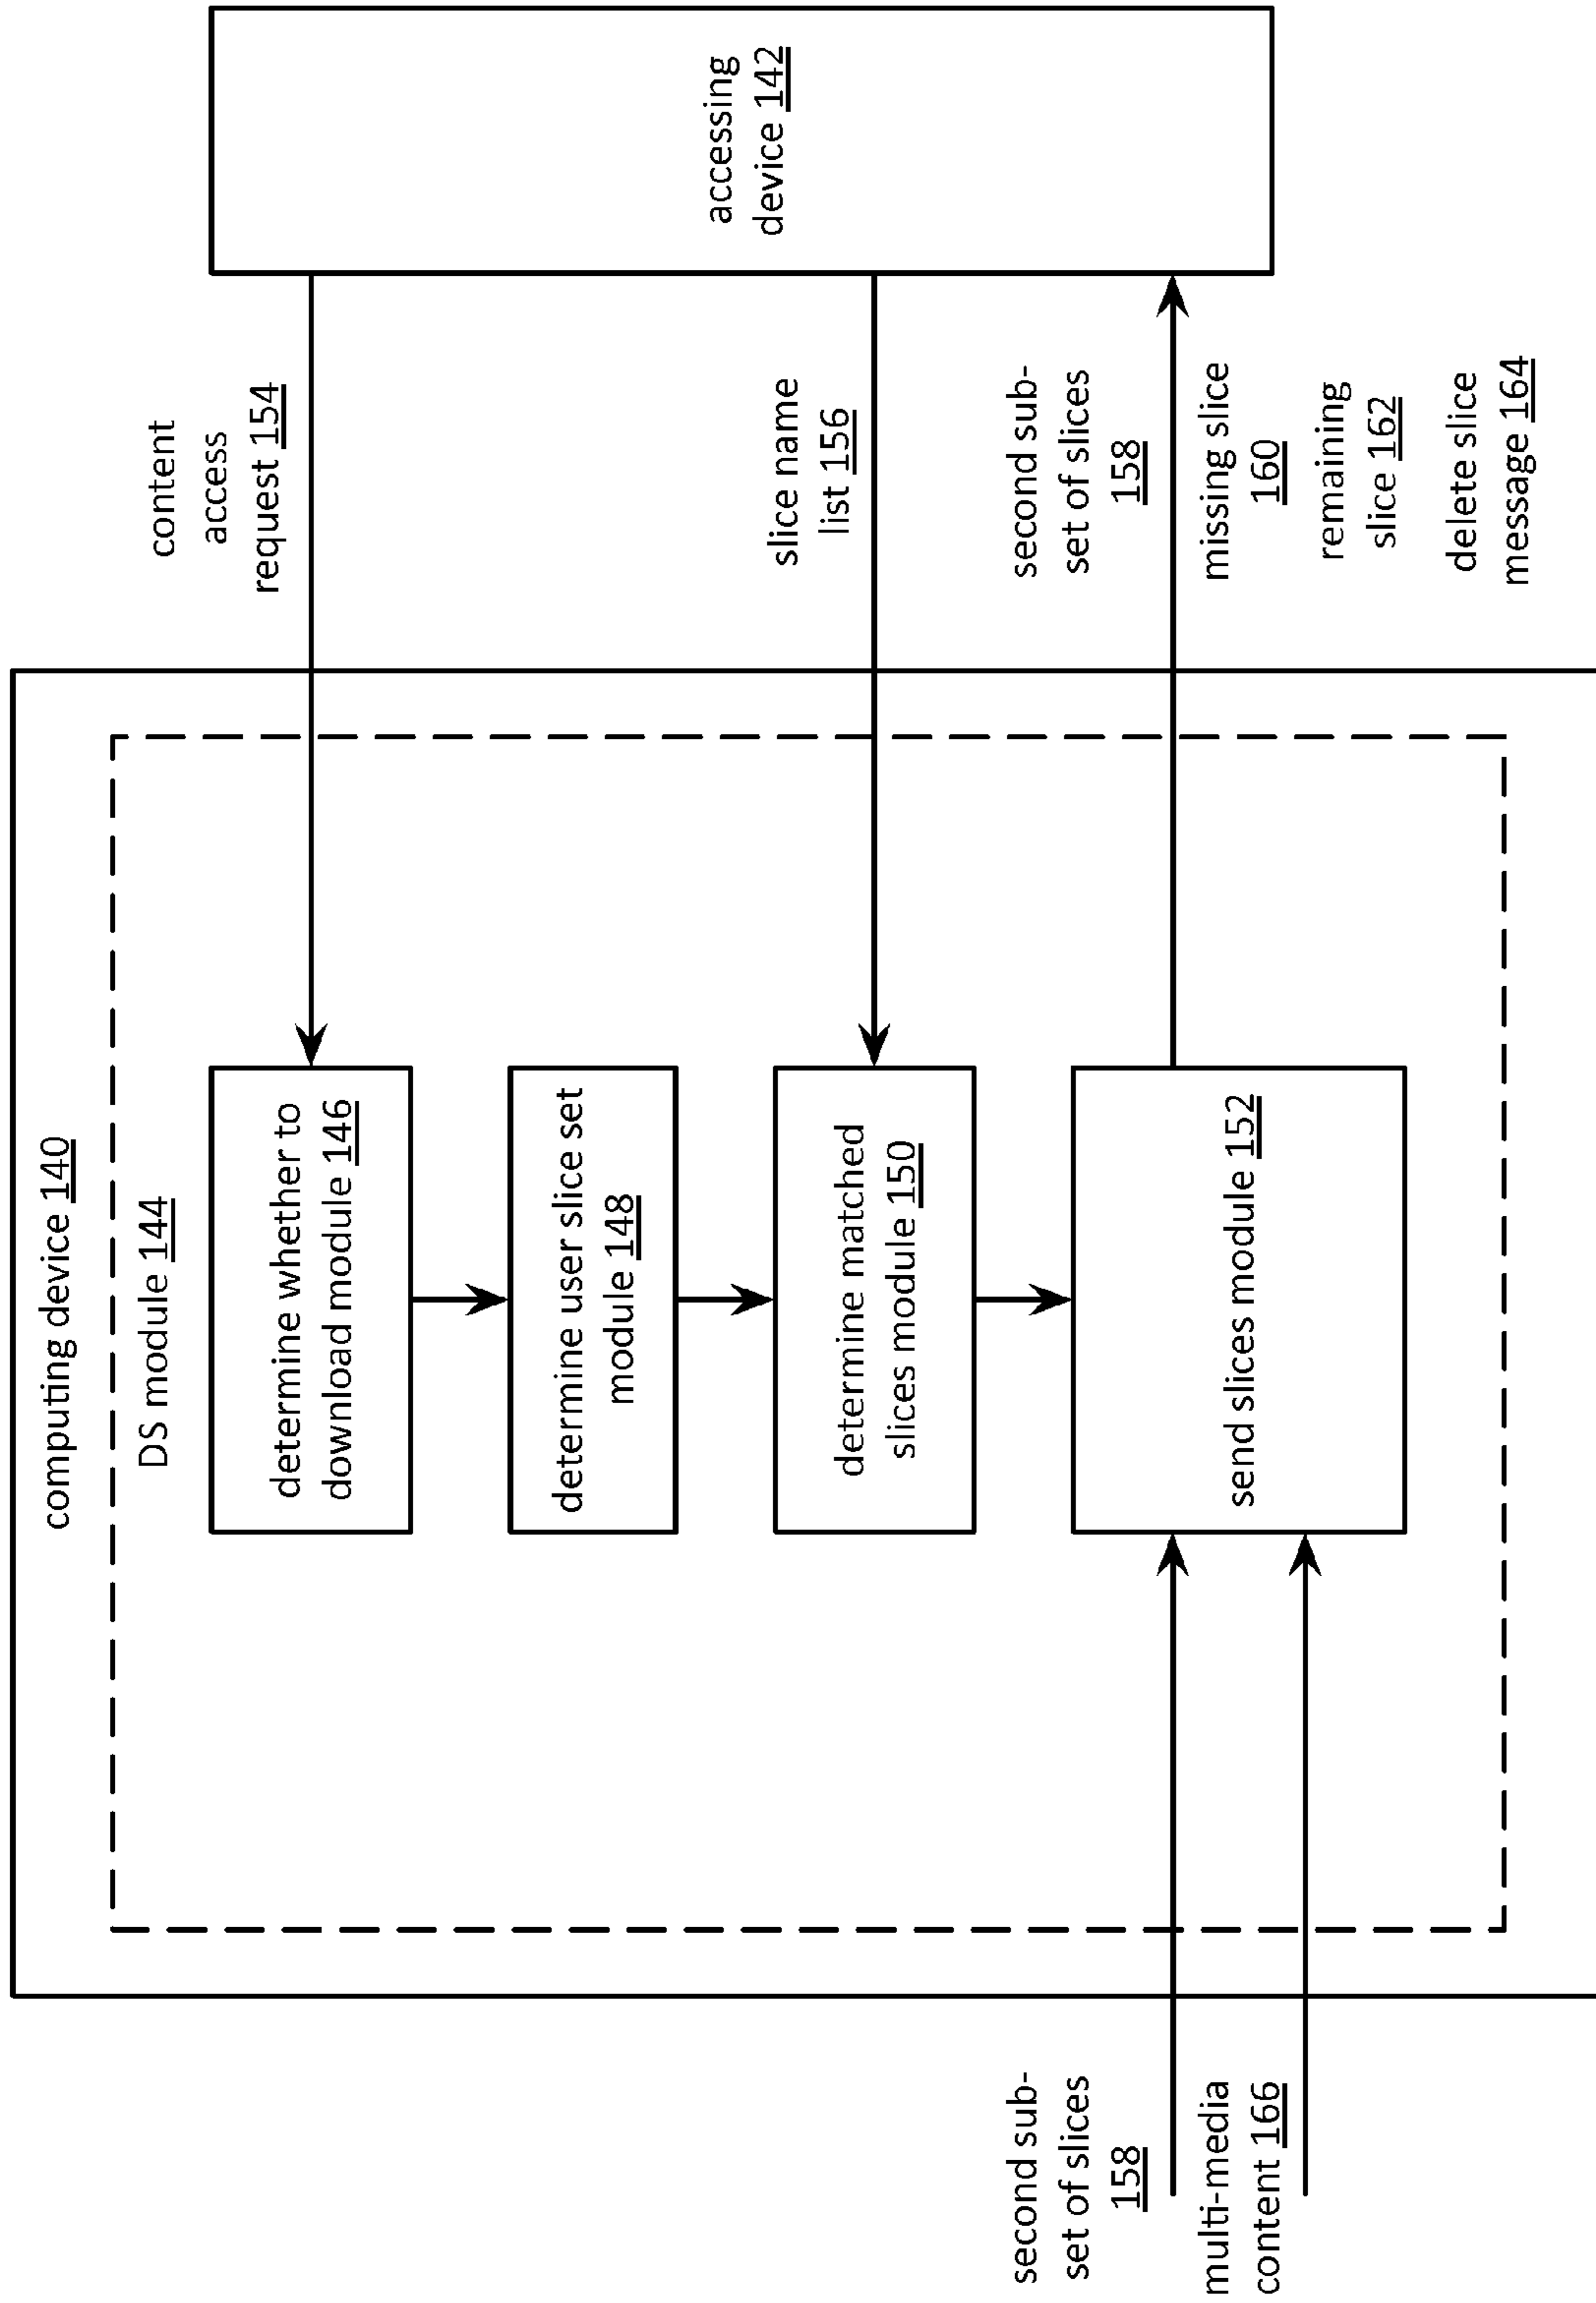 computing device 140
DS module 144
determine whether to
download module 146
determine user slice set
module 148
determine matched
slices module 150
send slices module 152
second sub-
set of slices
158
multi-media
content 166
content
access
request 154
slice name
list 156
second sub-
set of slices
158
missing slice
160
remaining
slice 162
delete slice
message 164
accessing
device 142